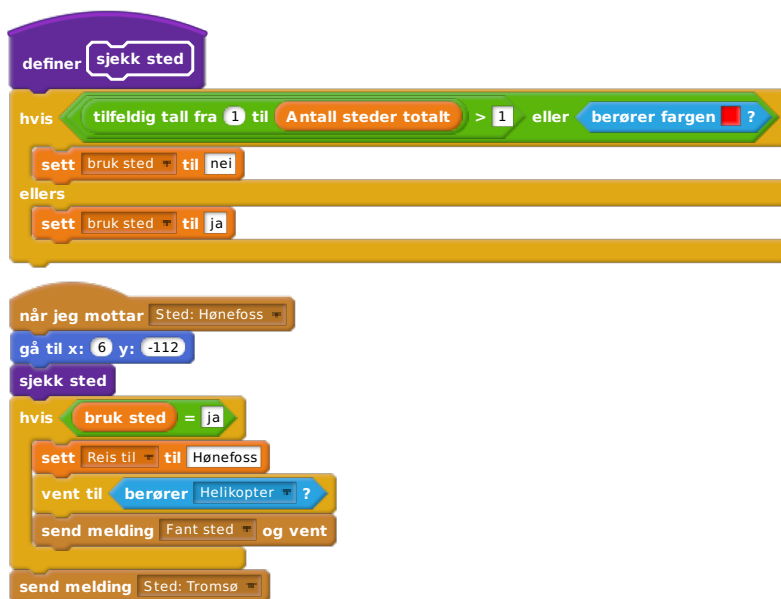 definer sjekk sted
hvis tilfeldig tall fra 1 til Antall steder totalt > 1 eller berører fargen ?
sett bruk sted til nei
ellers
sett bruk sted til ja
når jeg mottar Sted: Hønefoss
gå til x: 6 y: -112
sjekk sted
hvis bruk sted = ja
sett Reis til til Hønefoss
vent til berører Helikopter ?
send melding Fant sted og vent
send melding Sted: Tromsø